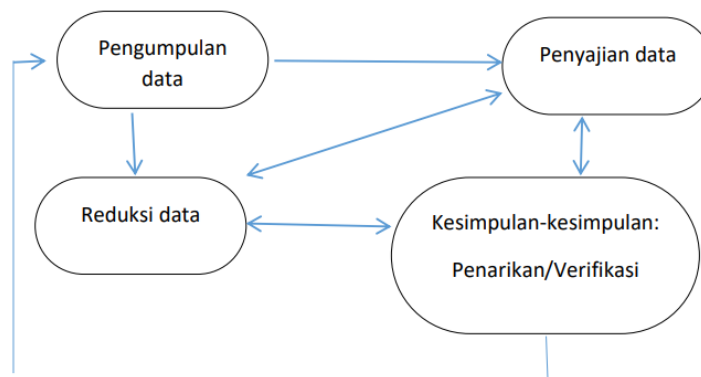 Pengumpulan
data
Penyajian data
Reduksi data
Kesimpulan-kesimpulan:
Penarikan/Verifikasi